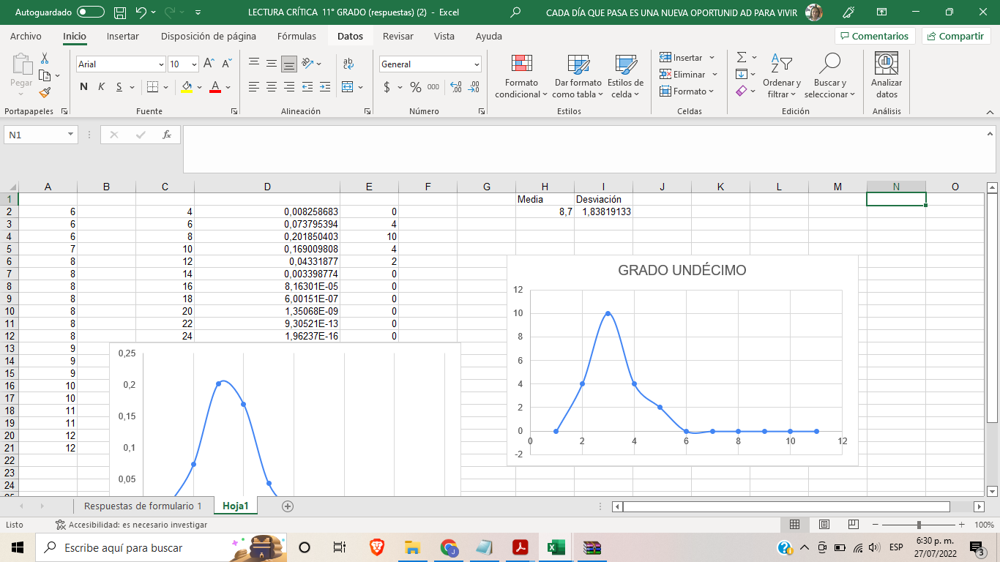 Autoguardado
LECTURA CRÍTICA 11° GRADO (respuestas) (2) - Excel
CADA DÍA QUE PASA ES UNA NUEVA OPORTUNID AD PARA VIVIR
Archivo Inicio Insertar Disposición de página Fórmulas Datos Revisar Vista Ayuda Comentarios Compartir
Pegar
Arial 10
N K S
General
$ % 000
Formato condicional
Dar formato como tabla
Estilos de celda
Insertar
Eliminar
Formato
Ordenar y filtrar
Buscar y seleccionar
Analizar datos
Portapapeles Fuente Alineación Número Estilos Celdas Edición Análisis
N1 fx
A B C D E F G H I J K L M N O
1 Media Desviación
2 6 4 0,008258683 0 8,7 1,83819133
3 6 6 0,073795394 4
4 6 8 0,201850403 10
5 7 10 0,169009808 4
6 8 12 0,04331877 2
7 8 14 0,003398774 0
8 8 16 8,16301E-05 0
9 8 18 6,00151E-07 0
10 8 20 1,35068E-09 0
11 8 22 9,30521E-13 0
12 8 24 1,96237E-16 0
13 9
14 9
15 9
16 10
17 10
18 11
19 11
20 12
21 12
22
23
24
0,25
0,2
0,15
0,1
0,05
GRADO UNDÉCIMO
12
10
8
6
4
2
0
-2
0 2 4 6 8 10 12
Respuestas de formulario 1 Hoja1
Listo Accesibilidad: es necesario investigar 100%
Escribe aquí para buscar
ESP
6:30 p. m.
27/07/2022
3